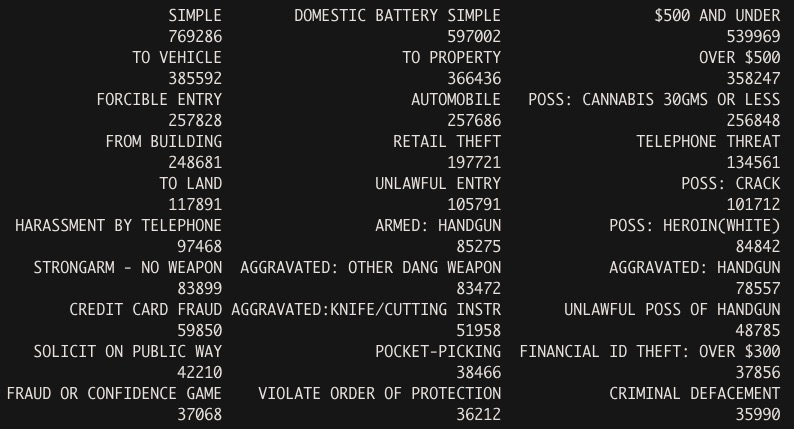 SIMPLE DOMESTIC BATTERY SIMPLE $500 AND UNDER
769286 597002 539969
TO VEHICLE TO PROPERTY OVER $500
385592 366436 358247
FORCIBLE ENTRY AUTOMOBILE POSS: CANNABIS 30GMS OR LESS
257828 257686 256848
FROM BUILDING RETAIL THEFT TELEPHONE THREAT
248681 197721 134561
TO LAND UNLAWFUL ENTRY POSS: CRACK
117891 105791 101712
HARASSMENT BY TELEPHONE ARMED: HANDGUN POSS: HEROIN(WHITE)
97468 85275 84842
STRONGARM - NO WEAPON AGGRAVATED: OTHER DANG WEAPON AGGRAVATED: HANDGUN
83899 83472 78557
CREDIT CARD FRAUD AGGRAVATED:KNIFE/CUTTING INSTR UNLAWFUL POSS OF HANDGUN
59850 51958 48785
SOLICIT ON PUBLIC WAY POCKET-PICKING FINANCIAL ID THEFT: OVER $300
42210 38466 37856
FRAUD OR CONFIDENCE GAME VIOLATE ORDER OF PROTECTION CRIMINAL DEFACEMENT
37068 36212 35990